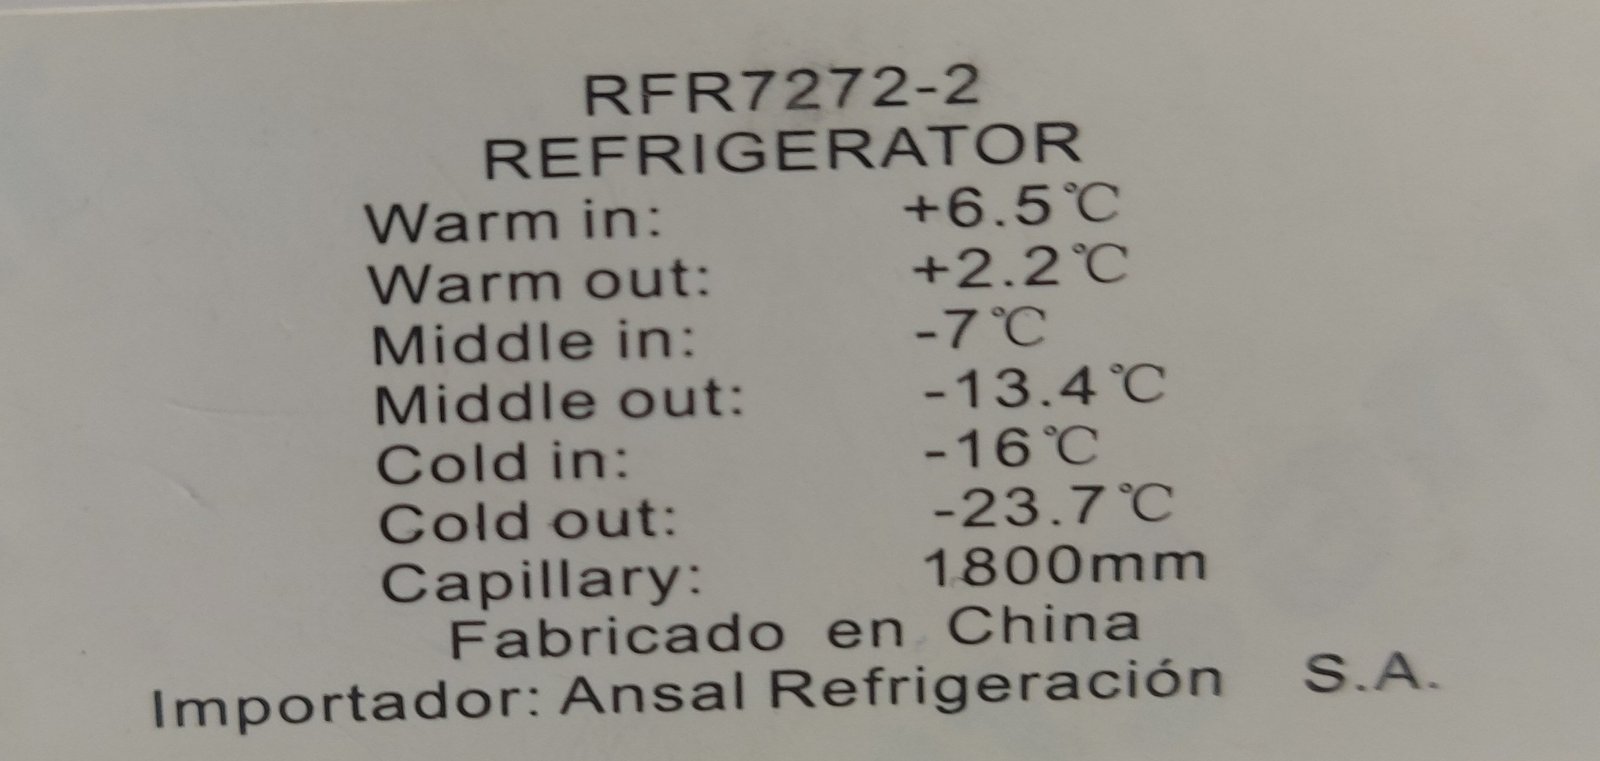 RFR7272-2
REFRIGERATOR
Warm in: +6.5℃
Warm out: +2.2℃
Middle in: -7℃
Middle out: -13.4℃
Cold in: -16℃
Cold out: -23.7℃
Capillary: 1800mm
Fabricado en China
Importador: Ansal Refrigeración S.A.